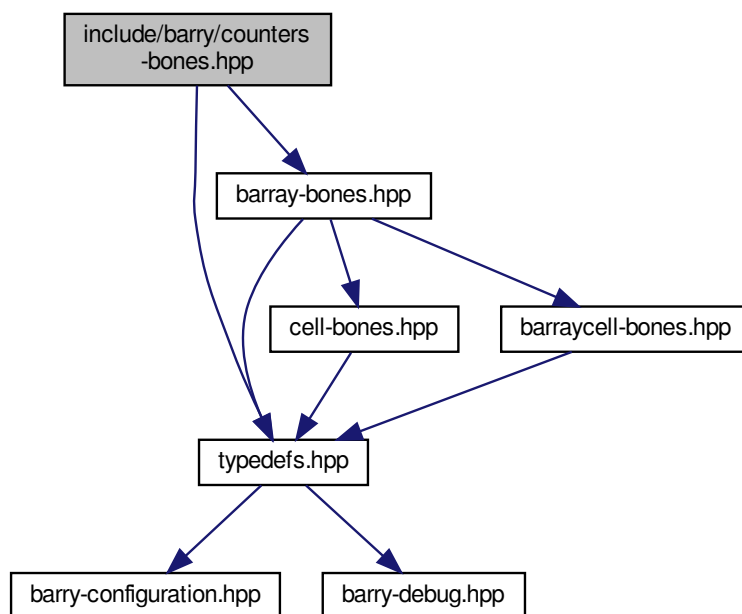 include/barry/counters
-bones.hpp
barray-bones.hpp
cell-bones.hpp
barraycell-bones.hpp
typedefs.hpp
barry-configuration.hpp
barry-debug.hpp